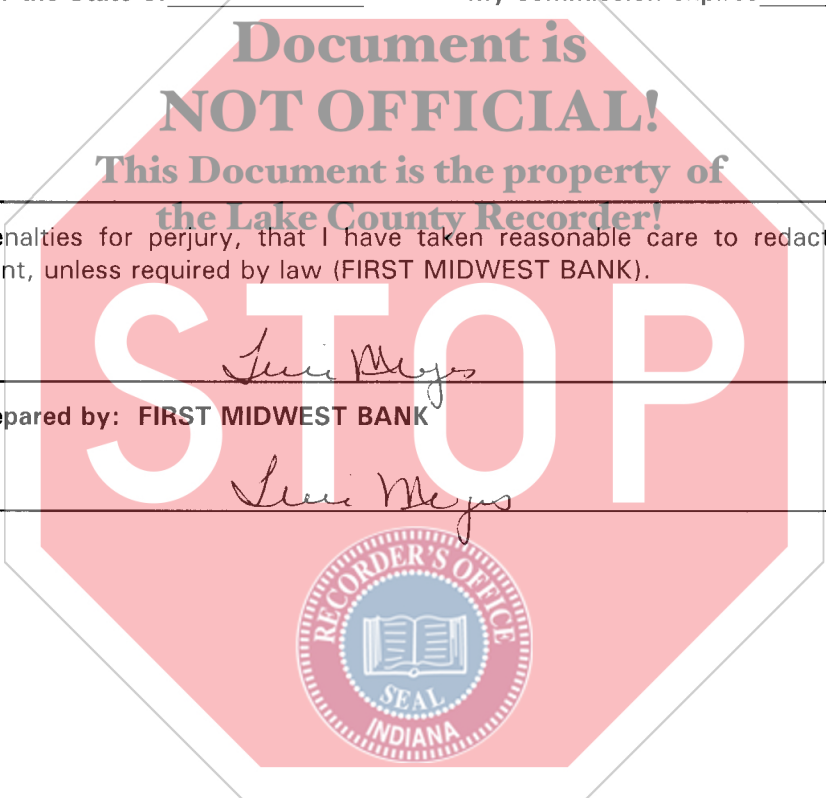 Document is
NOT OFFICIAL!
This Document is the property of
the Lake County Recorder!
enalties for perjury, that I have taken reasonable care to redact
nt, unless required by law (FIRST MIDWEST BANK).
STOP
epared by: FIRST MIDWEST BANK
RECORDER'S OFFICE
SEAL
INDIANA